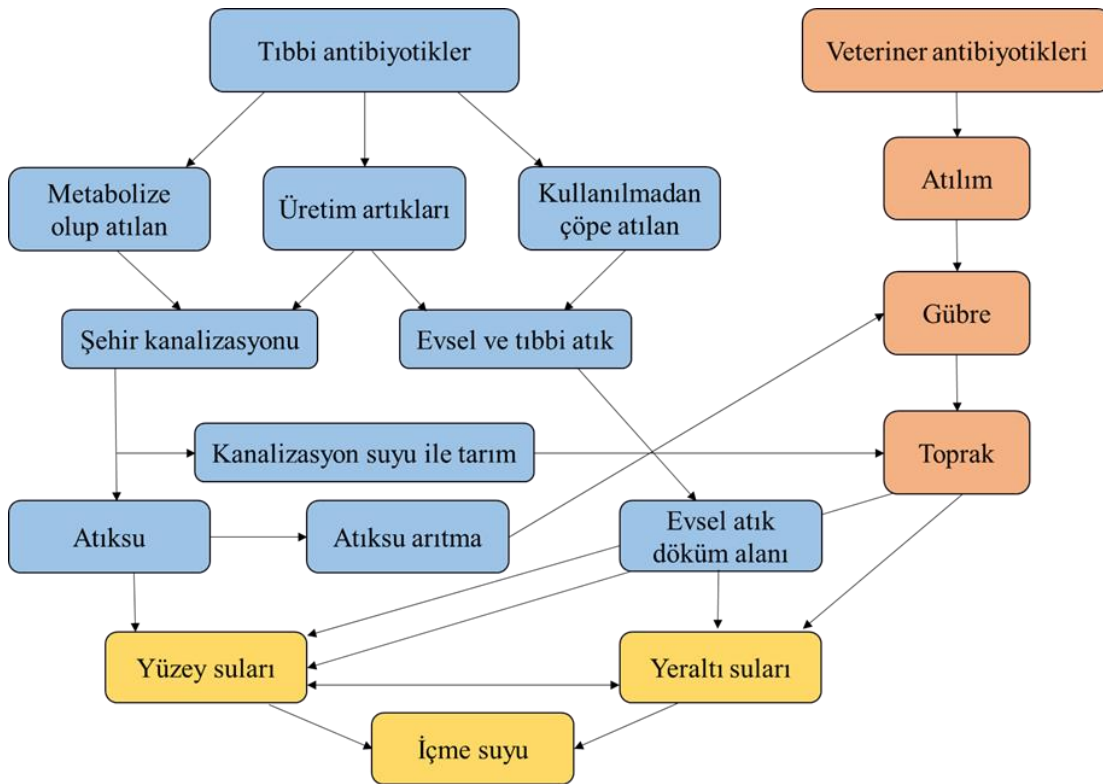 Tıbbi antibiyotikler
Veteriner antibiyotikleri
Metabolize
olup atılan
Üretim artıkları
Kullanılmadan
çöpe atılan
Atılım
Şehir kanalizasyonu
Evsel ve tıbbi atık
Gübre
Kanalizasyon suyu ile tarım
Toprak
Atıksu
Atıksu arıtma
Evsel atık
döküm alanı
Yüzey suları
Yeraltı suları
İçme suyu